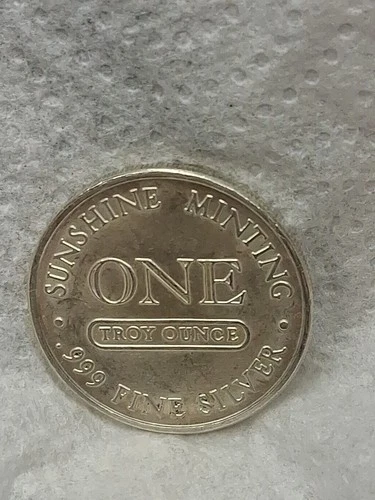 SUNSHINE MINTING
ONE
TROY OUNCE
.999 FINE SILVER